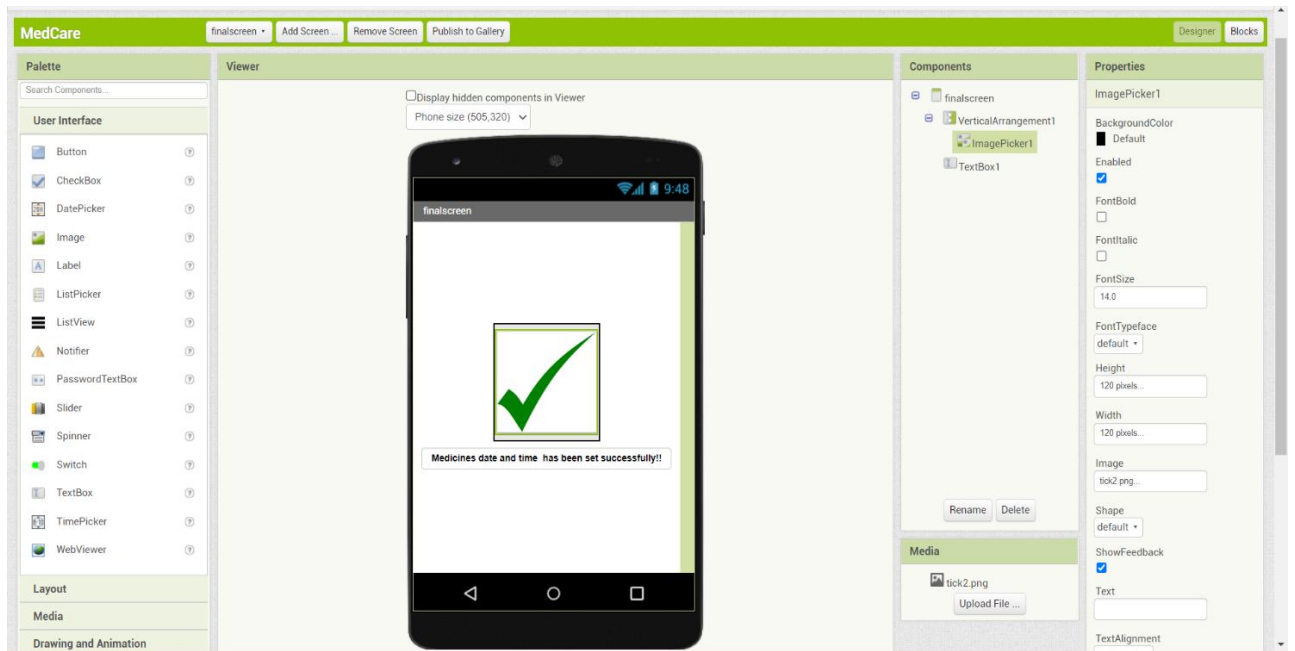 MedCare
finalscreen
Add Screen ...
Remove Screen
Publish to Gallery
Designer
Blocks
Palette
Search Components...
User Interface
Button
CheckBox
DatePicker
Image
Label
ListPicker
ListView
Notifier
PasswordTextBox
Slider
Spinner
Switch
TextBox
TimePicker
WebViewer
Layout
Media
Drawing and Animation
Viewer
Display hidden components in Viewer
Phone size (505,320)
9:48
finalscreen
Medicines date and time has been set successfully!!
Components
finalscreen
VerticalArrangement1
ImagePicker1
TextBox1
Rename
Delete
Media
tick2.png
Upload File ...
Properties
ImagePicker1
BackgroundColor
Default
Enabled
FontBold
FontItalic
FontSize
14.0
FontTypeface
default
Height
120 pixels...
Width
120 pixels...
Image
tick2.png...
Shape
default
ShowFeedback
Text
TextAlignment